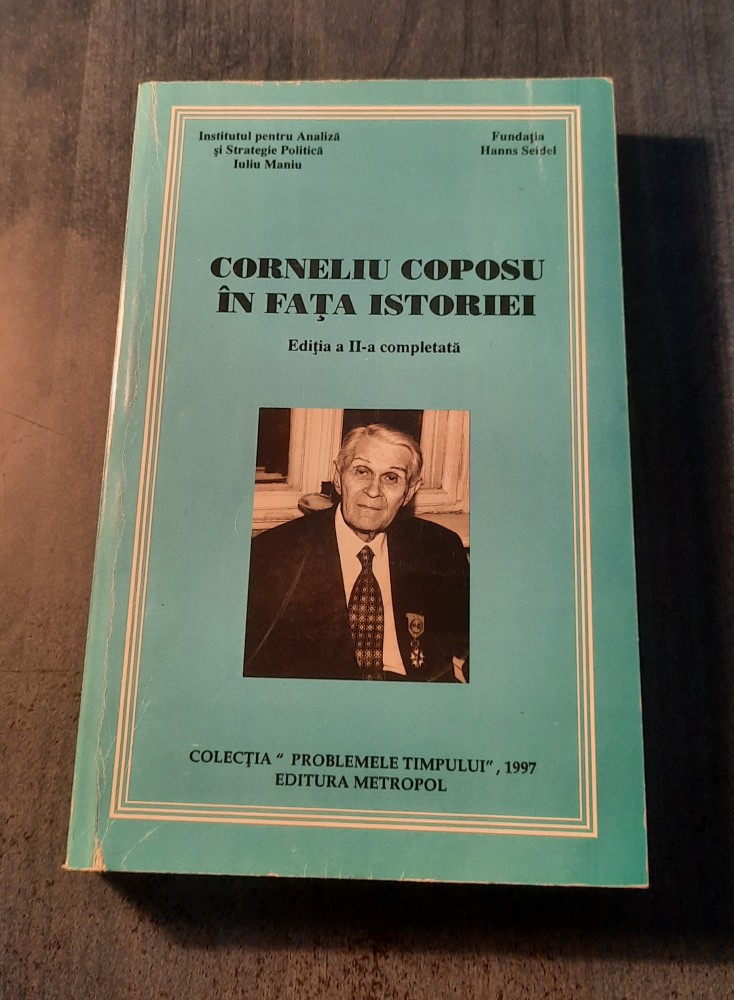 Institutul pentru Analiză
și Strategie Politică
Iuliu Maniu
Fundaţia
Hanns Seidel
CORNELIU COPOSU
ÎN FAŢA ISTORIEI
Ediţia a II-a completată
COLECŢIA “ PROBLEMELE TIMPULUI”, 1997
EDITURA METROPOL